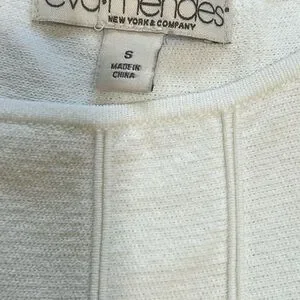 eva•mendes
NEW YORK & COMPANY
S
MADE IN
CHINA